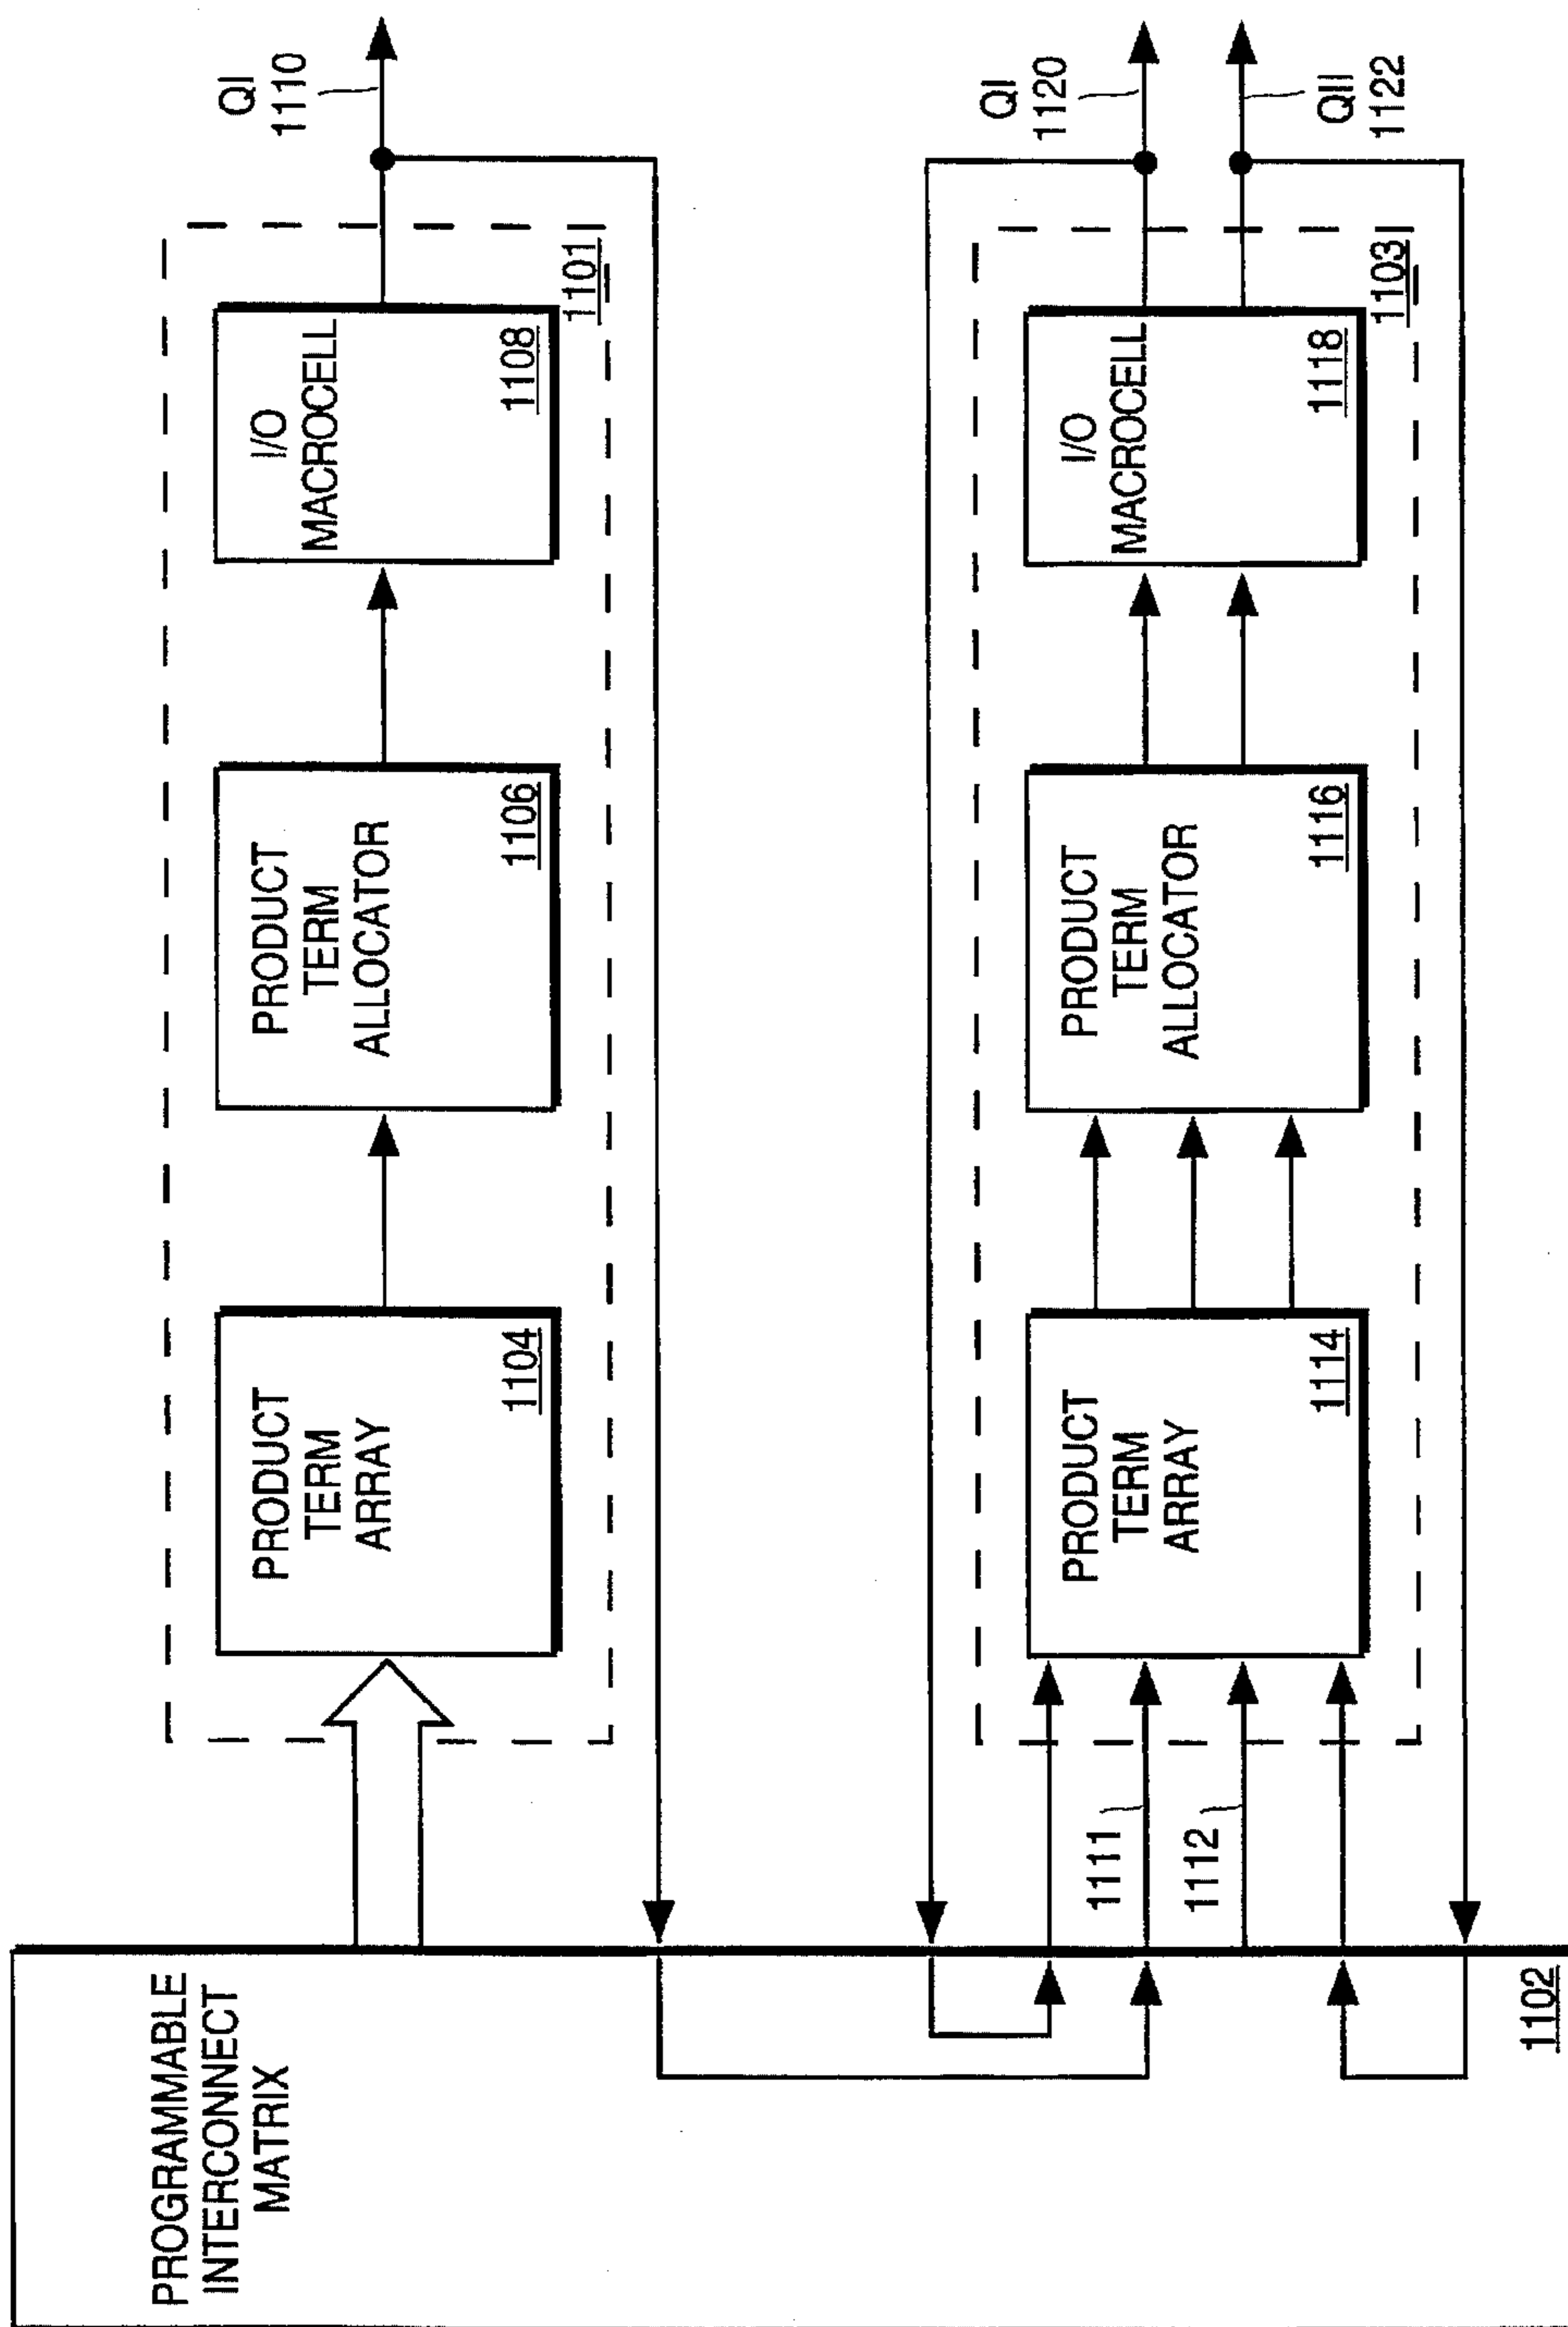 PROGRAMMABLE
INTERCONNECT
MATRIX
1102
PRODUCT
TERM
ARRAY
1104
PRODUCT
TERM
ALLOCATOR
1106
I/O
MACROCELL
1108
1101
QI
1110
1111
1112
PRODUCT
TERM
ARRAY
1114
PRODUCT
TERM
ALLOCATOR
1116
I/O
MACROCELL
1118
1103
QI
1120
QII
1122